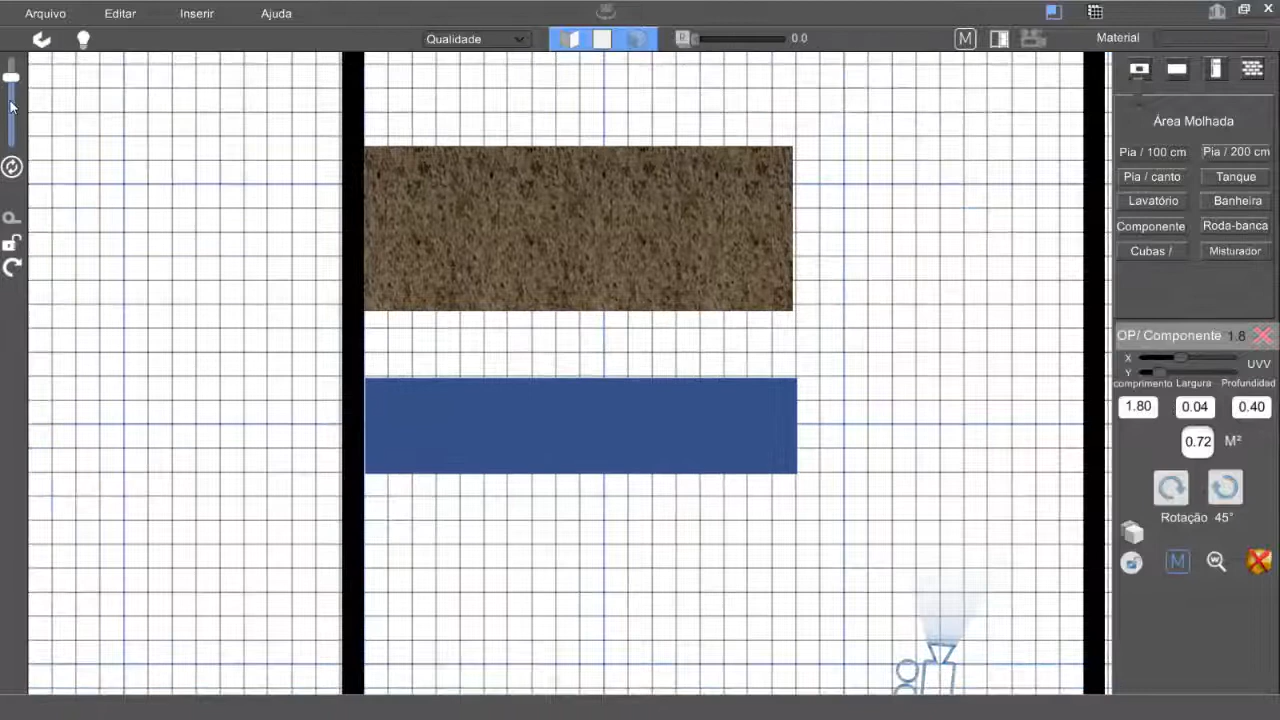 Arquivo Editar Inserir Ajuda
Qualidade 0.0 M Material
Área Molhada
Pia / 100 cm Pia / 200 cm
Pia / canto Tanque
Lavatório Banheira
Componente Roda-banca
Cubas / Misturador
OP/ Componente 1.8
X
Y UVV
comprimento Largura Profundidad
1.80 0.04 0.40
0.72 M²
Rotação 45°
M W